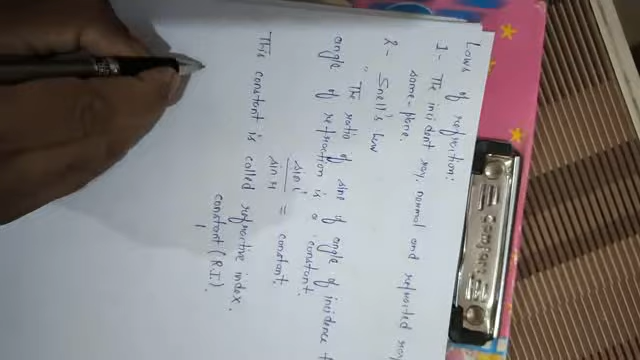 Laws of refraction:
1- The incident ray, normal and refracted ray
same plane.
2- Snell's law
" The ratio of sine of angle of incidence t
angle of refraction is a constant.
sin i / sin r = constant.
This constant is called refractive index.
constant (R.I).